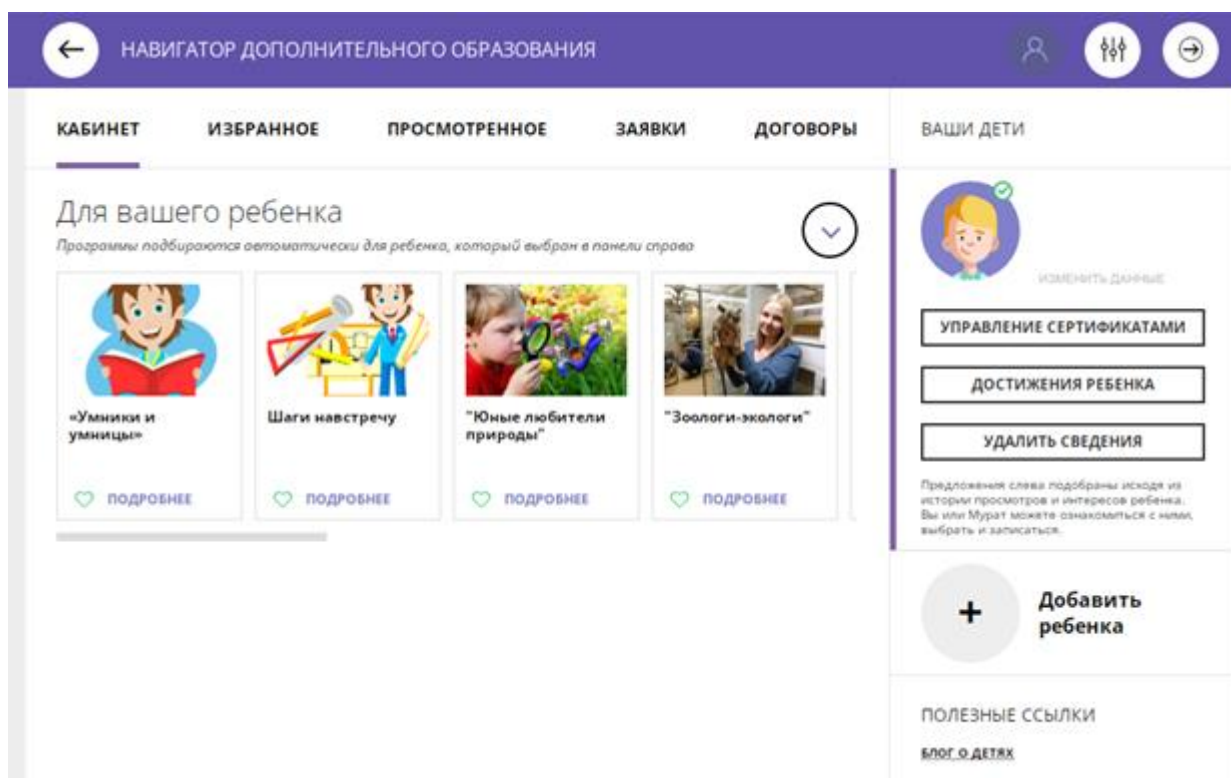 НАВИГАТОР ДОПОЛНИТЕЛЬНОГО ОБРАЗОВАНИЯ
КАБИНЕТ ИЗБРАННОЕ ПРОСМОТРЕННОЕ ЗАЯВКИ ДОГОВОРЫ
Для вашего ребенка
Программы подбираются автоматически для ребенка, который выбран в панели справа
«Умники и
умницы»
ПОДРОБНЕЕ
Шаги навстречу
ПОДРОБНЕЕ
"Юные любители
природы"
ПОДРОБНЕЕ
"Зоологи-экологи"
ПОДРОБНЕЕ
ВАШИ ДЕТИ
ИЗМЕНИТЬ ДАННЫЕ
УПРАВЛЕНИЕ СЕРТИФИКАТАМИ
ДОСТИЖЕНИЯ РЕБЕНКА
УДАЛИТЬ СВЕДЕНИЯ
Предложения слева подобраны исходя из
истории просмотров и интересов ребенка.
Вы или Мурат можете ознакомиться с ними,
выбрать и записаться.
+
Добавить
ребенка
ПОЛЕЗНЫЕ ССЫЛКИ
БЛОГ О ДЕТЯХ